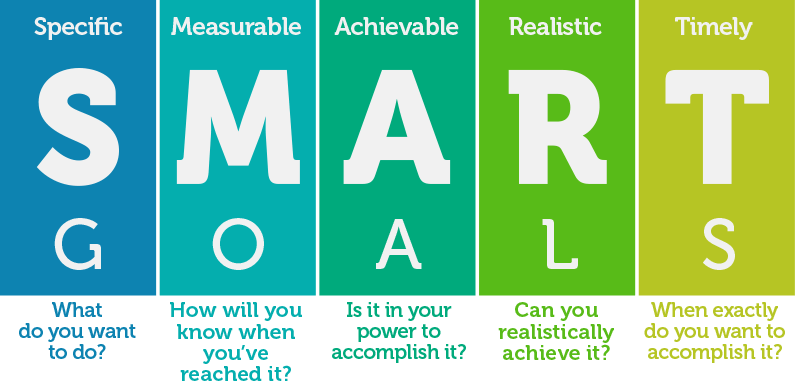 Specific Measurable Achievable Realistic Timely
S M A R T
G O A L S
What
do you want
to do?
How will you
know when
you've
reached it?
Is it in your
power to
accomplish it?
Can you
realistically
achieve it?
When exactly
do you want to
accomplish it?